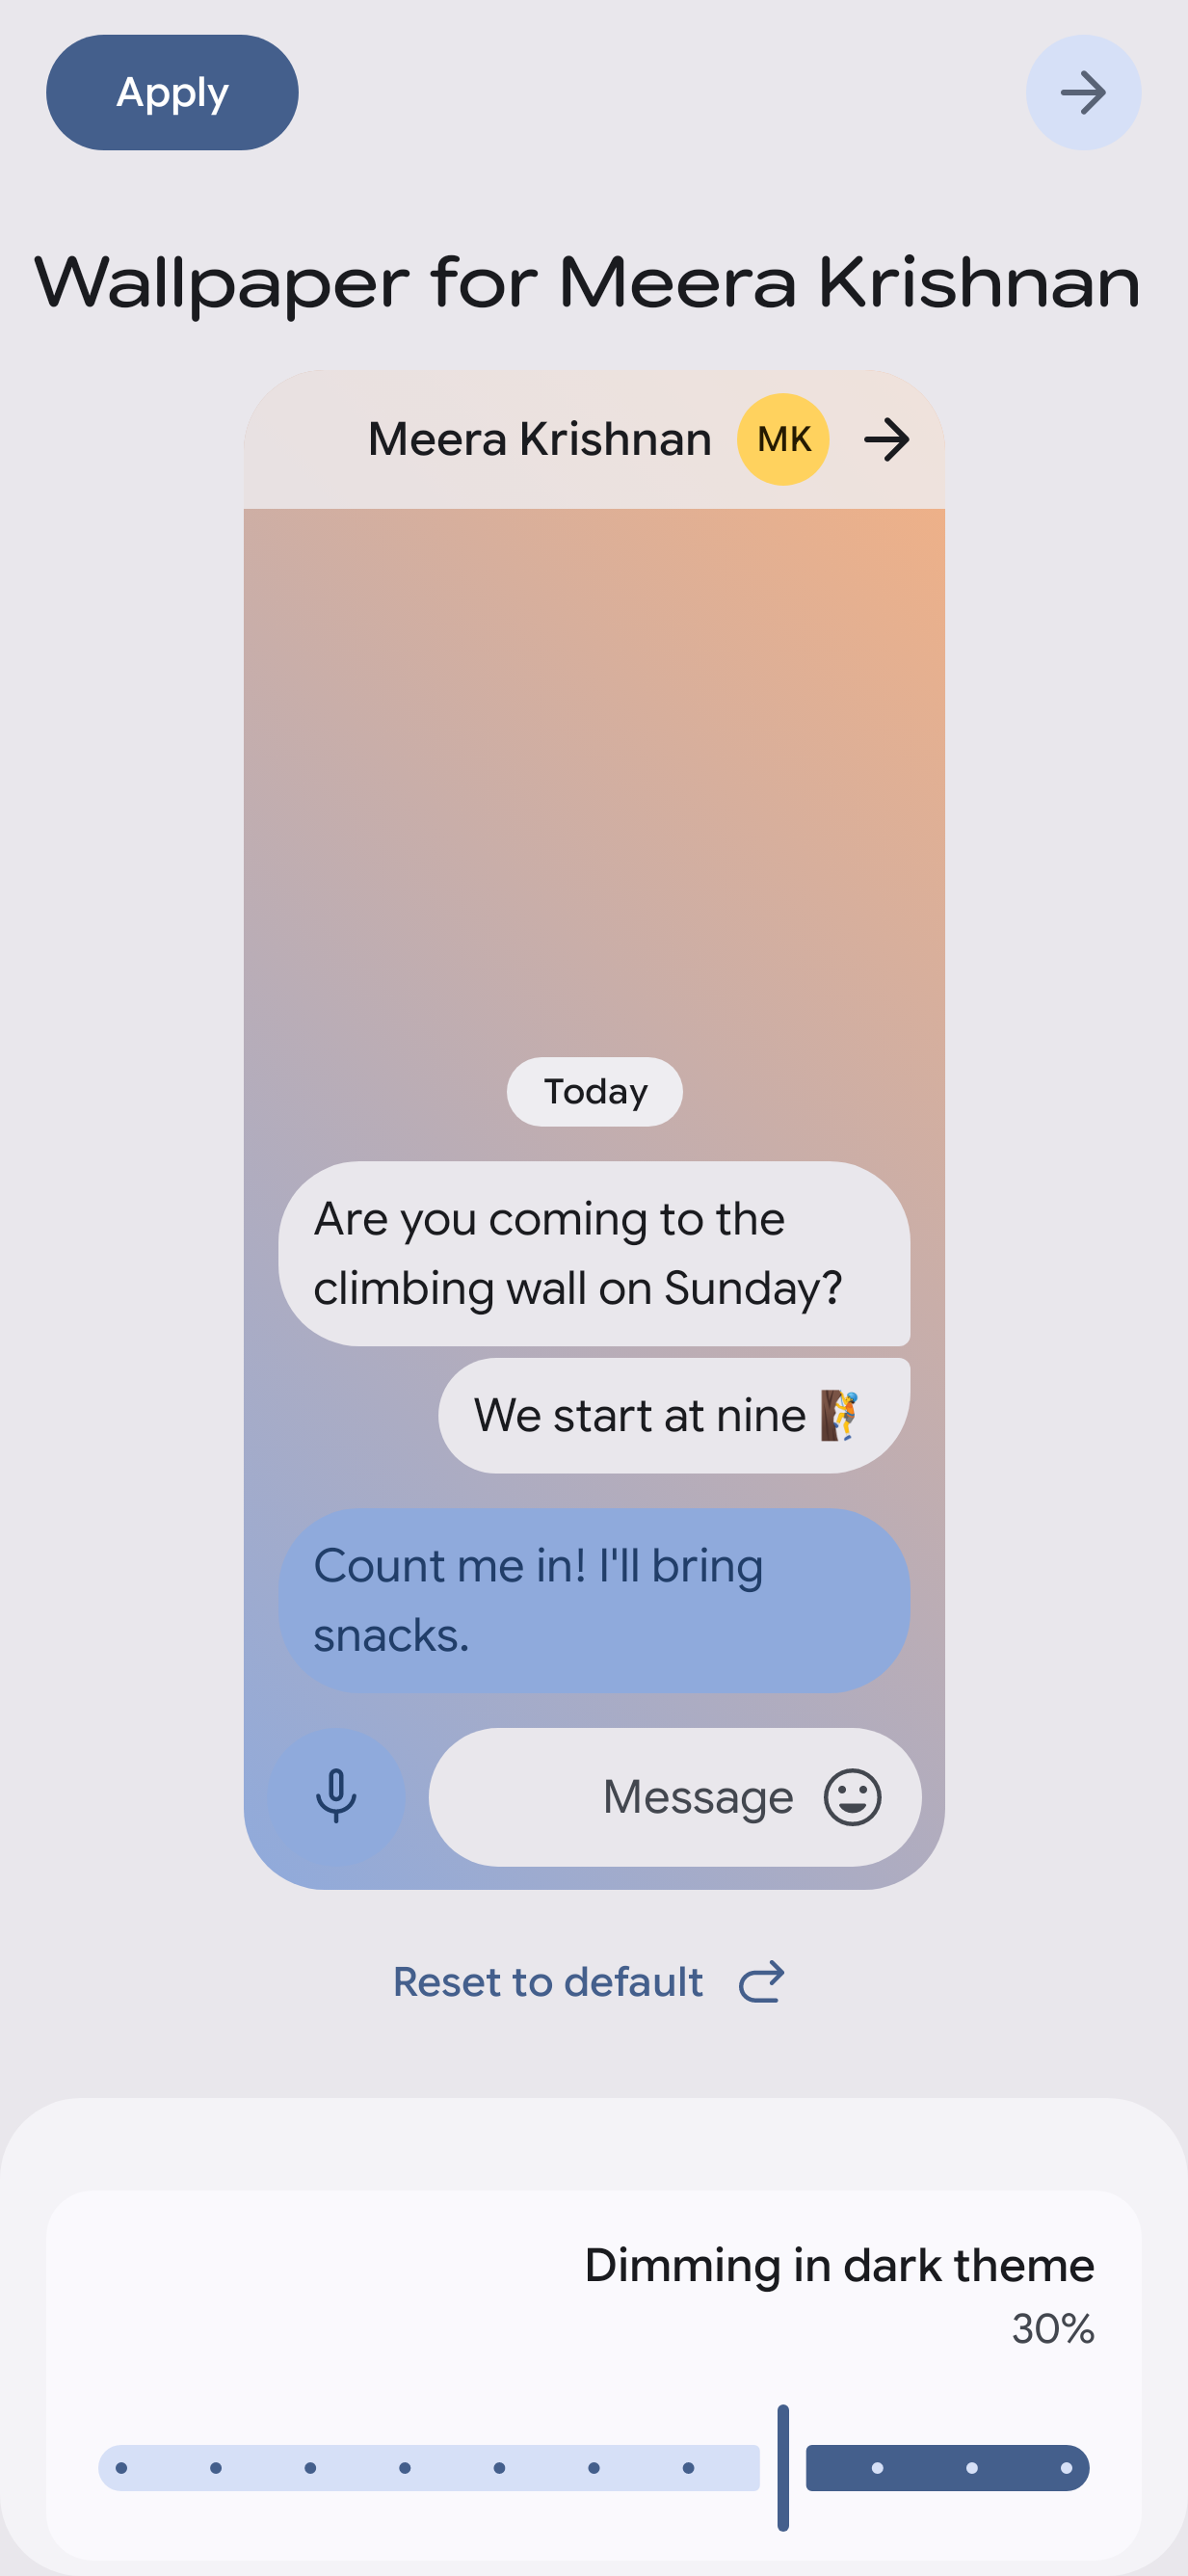 Apply
Wallpaper for Meera Krishnan
Meera Krishnan
MK
Today
Are you coming to the
climbing wall on Sunday?
We start at nine 🧗
Count me in! I'll bring
snacks.
Message
Reset to default
Dimming in dark theme
30%